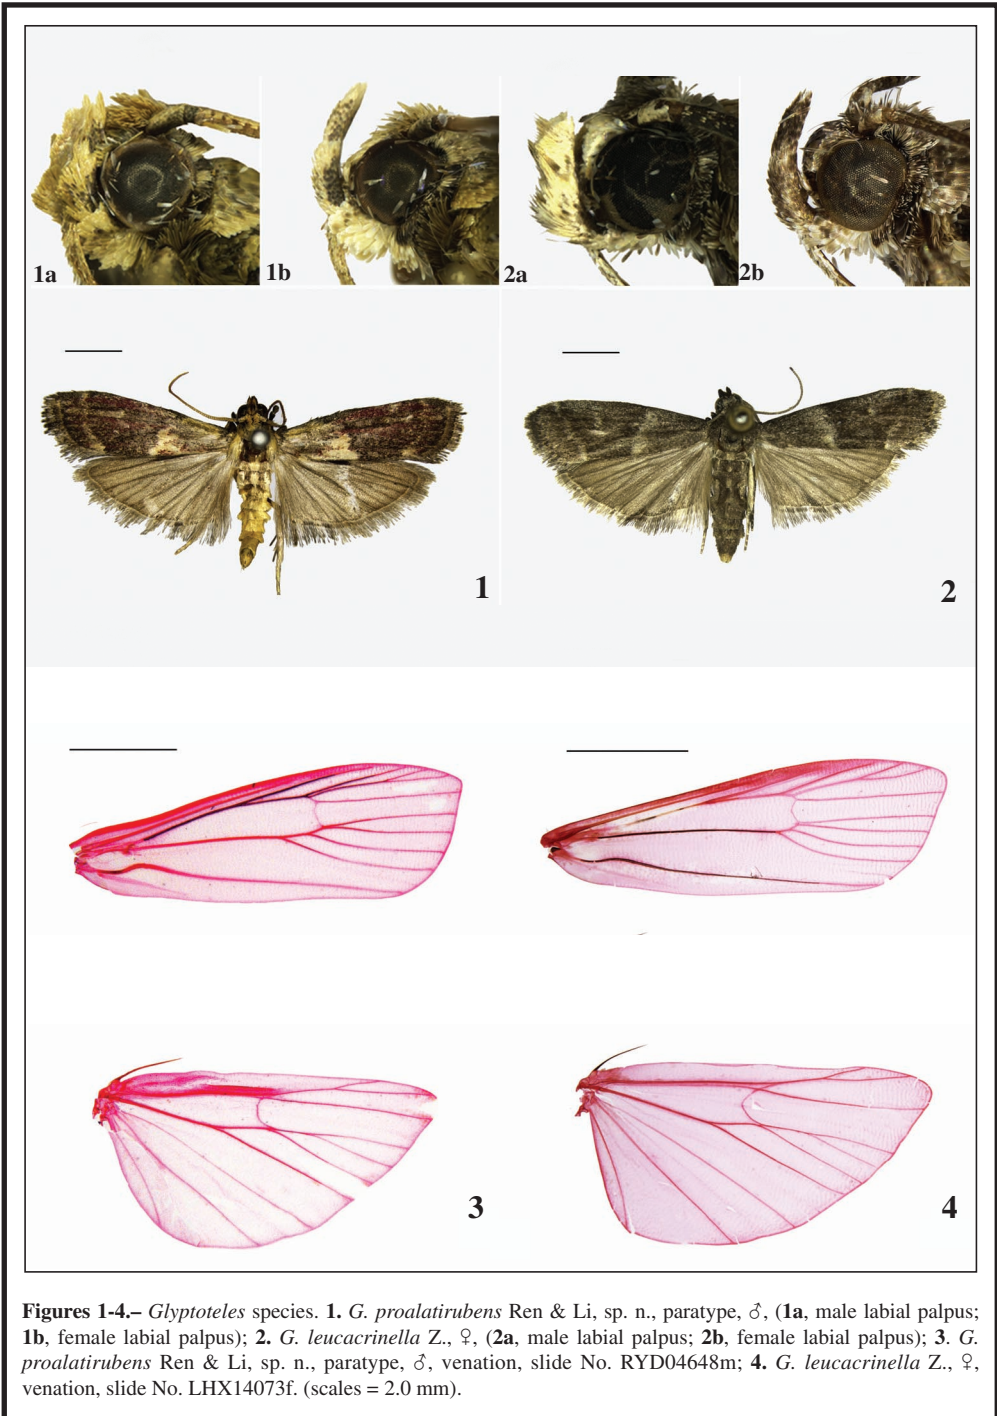 1a 1b 2a 2b
1 2
3 4
Figures 1-4.– Glyptoteles species. 1. G. proalatirubens Ren & Li, sp. n., paratype, ♂, (1a, male labial palpus;
1b, female labial palpus); 2. G. leucacrinella Z., ♀, (2a, male labial palpus; 2b, female labial palpus); 3. G.
proalatirubens Ren & Li, sp. n., paratype, ♂, venation, slide No. RYD04648m; 4. G. leucacrinella Z., ♀,
venation, slide No. LHX14073f. (scales = 2.0 mm).